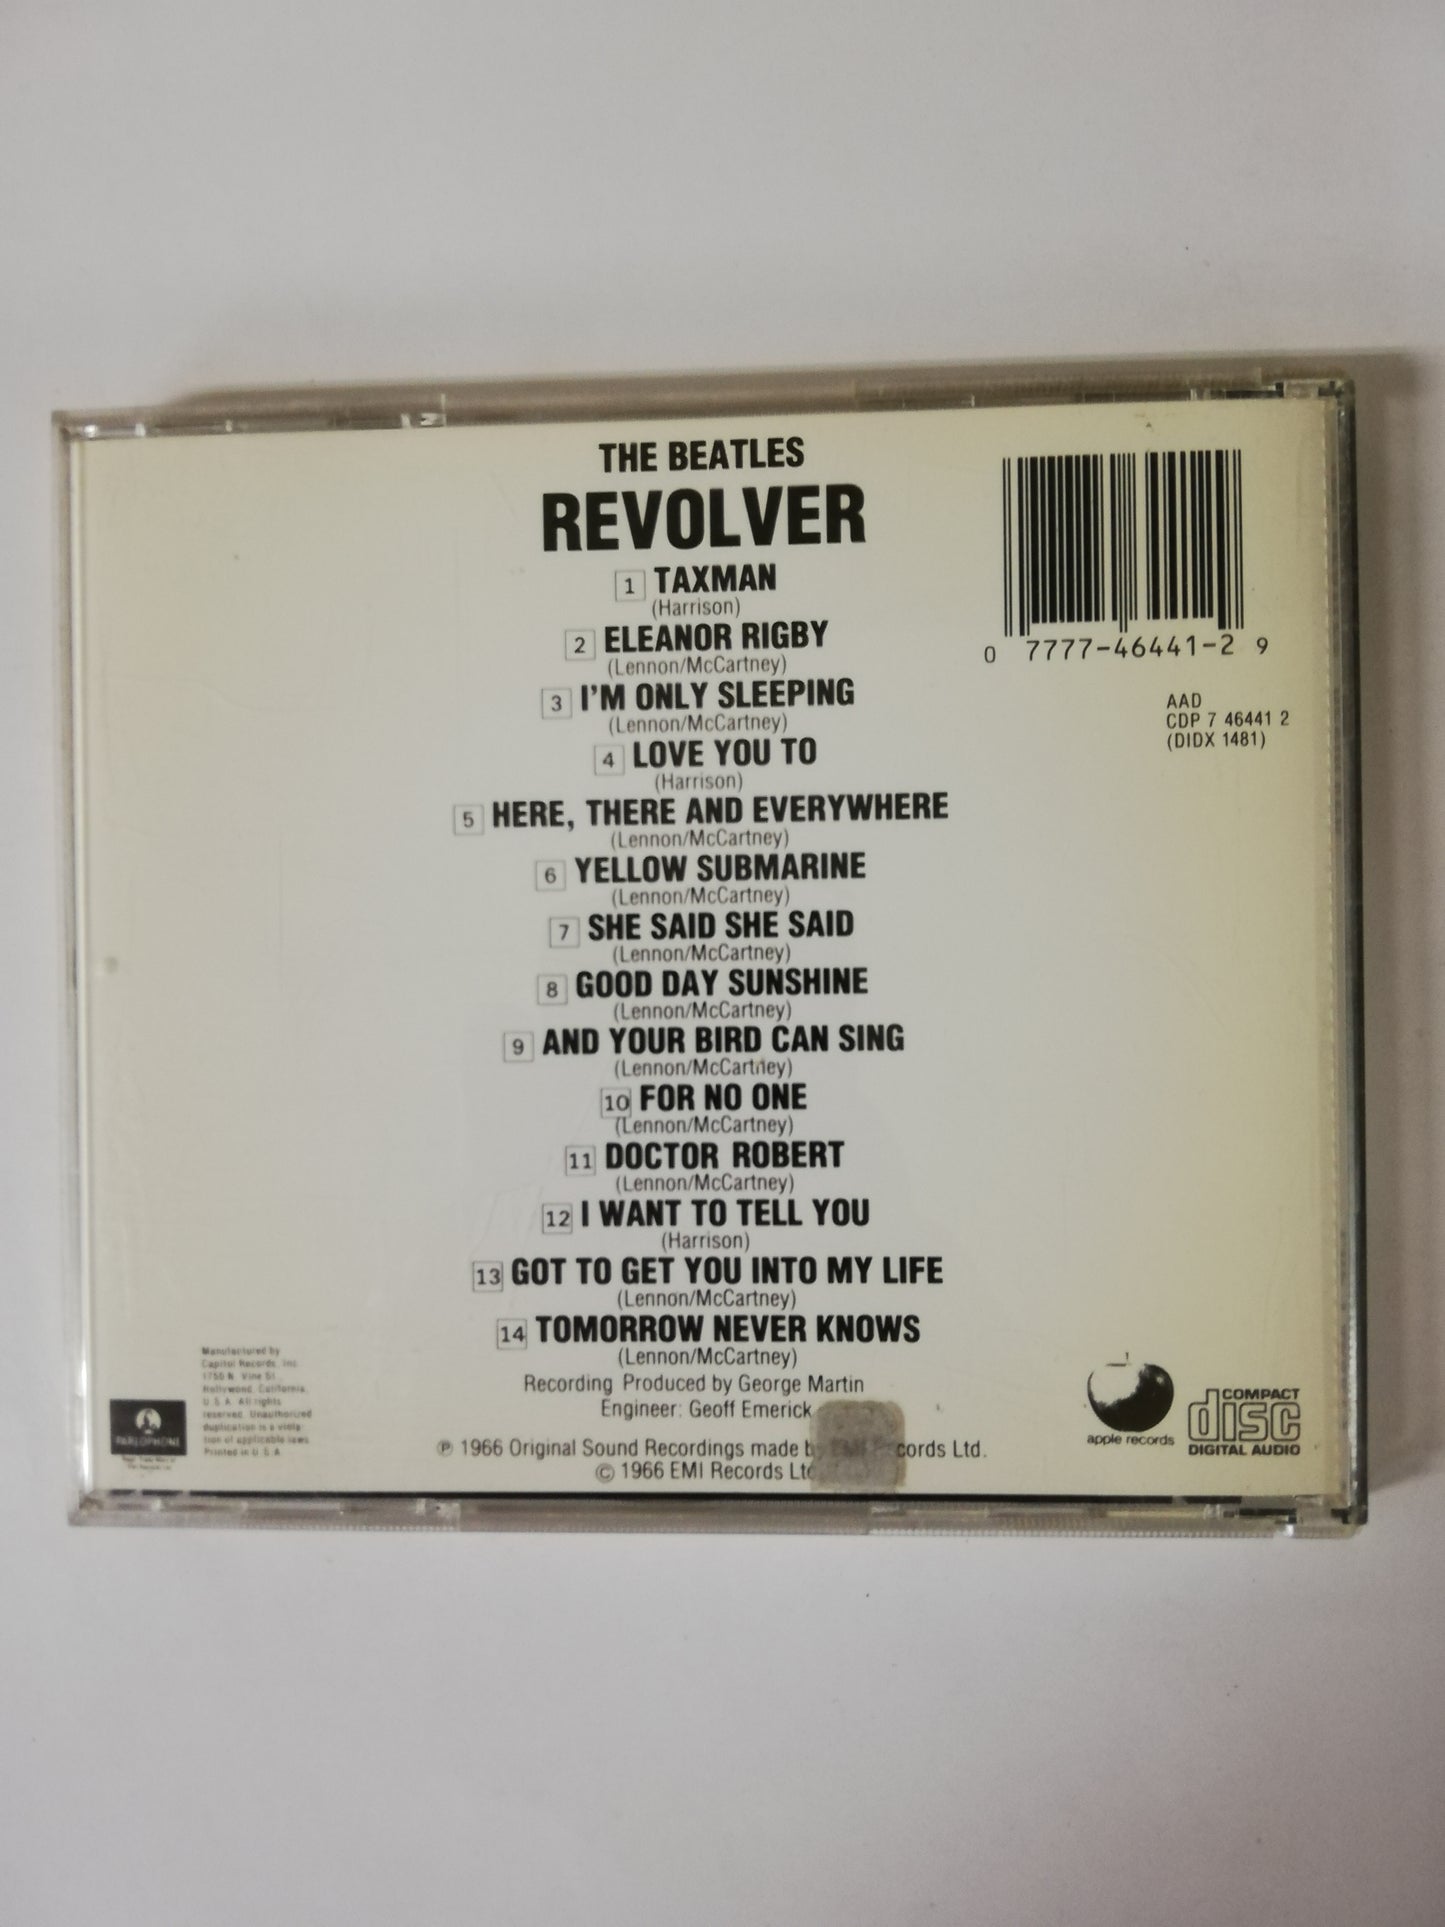 THE BEATLES
REVOLVER
1 TAXMAN
(Harrison)
2 ELEANOR RIGBY
(Lennon/McCartney)
3 I'M ONLY SLEEPING
(Lennon/McCartney)
4 LOVE YOU TO
(Harrison)
5 HERE, THERE AND EVERYWHERE
(Lennon/McCartney)
6 YELLOW SUBMARINE
(Lennon/McCartney)
7 SHE SAID SHE SAID
(Lennon/McCartney)
8 GOOD DAY SUNSHINE
(Lennon/McCartney)
9 AND YOUR BIRD CAN SING
(Lennon/McCartney)
10 FOR NO ONE
(Lennon/McCartney)
11 DOCTOR ROBERT
(Lennon/McCartney)
12 I WANT TO TELL YOU
(Harrison)
13 GOT TO GET YOU INTO MY LIFE
(Lennon/McCartney)
14 TOMORROW NEVER KNOWS
(Lennon/McCartney)
Recording Produced by George Martin
Engineer: Geoff Emerick
℗ 1966 Original Sound Recordings made by EMI Records Ltd.
© 1966 EMI Records Ltd
0 7777-46441-2 9
AAD
CDP 7 46441 2
(DIDX 1481)
Manufactured by
Capitol Records, Inc.
1750 N. Vine St.,
Hollywood, California,
U.S.A. All rights
reserved. Unauthorized
duplication is a viola-
tion of applicable laws
Printed in U.S.A.
PARLOPHONE
apple records
COMPACT
disc
DIGITAL AUDIO